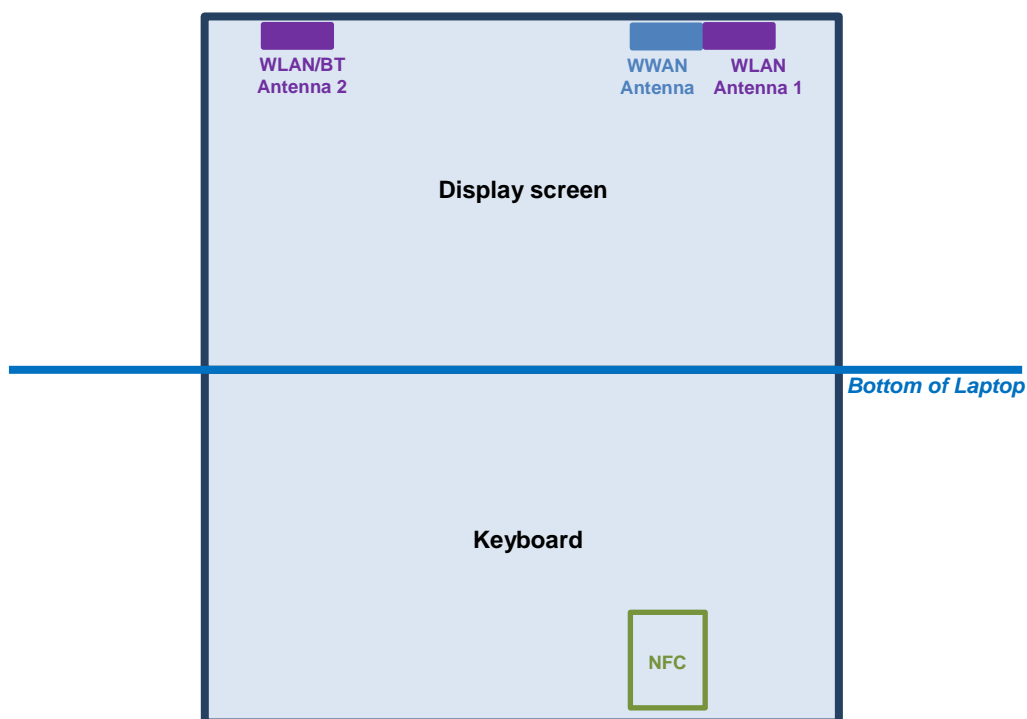 WLAN/BT
Antenna 2
WWAN
Antenna
WLAN
Antenna 1
Display screen
Bottom of Laptop
Keyboard
NFC